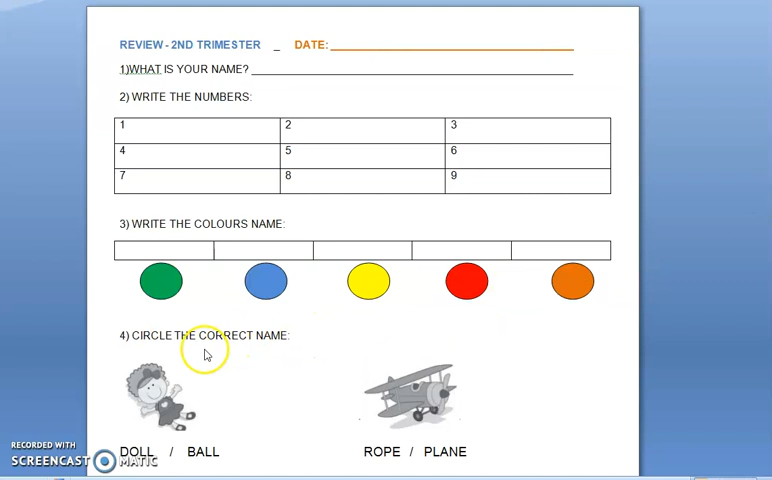 REVIEW - 2ND TRIMESTER _ DATE: ______________________________
1)WHAT IS YOUR NAME? ________________________________________
2) WRITE THE NUMBERS:
1 2 3
4 5 6
7 8 9
3) WRITE THE COLOURS NAME:
4) CIRCLE THE CORRECT NAME:
DOLL / BALL ROPE / PLANE
RECORDED WITH
SCREENCAST MATIC